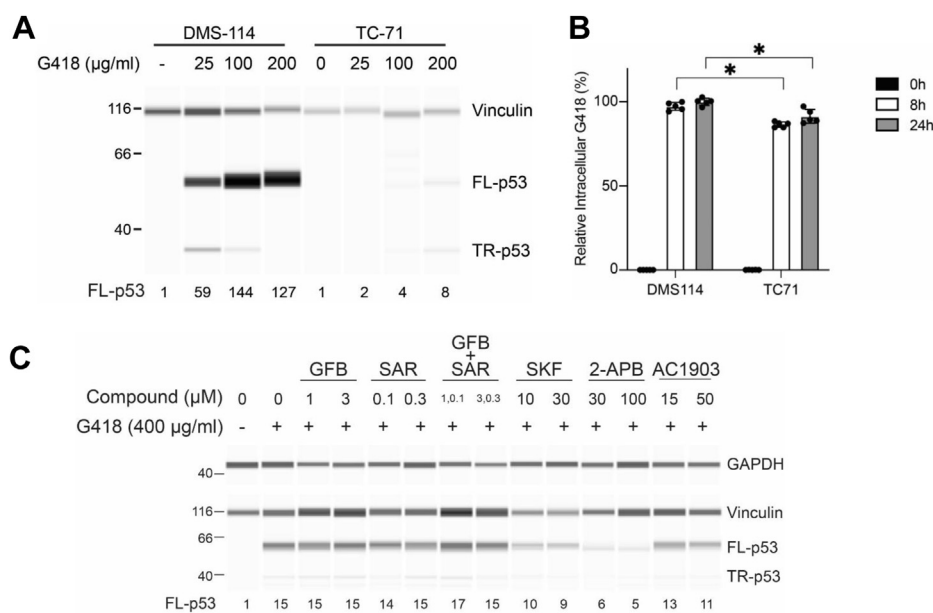 A
DMS-114 TC-71
G418 (µg/ml) - 25 100 200 0 25 100 200
116 Vinculin
66
FL-p53
40
TR-p53
FL-p53 1 59 144 127 1 2 4 8
B
* *
Relative Intracellular G418 (%)
100
50
0
DMS114 TC71
0h
8h
24h
C
GFB SAR GFB + SAR SKF 2-APB AC1903
Compound (µM) 0 0 1 3 0.1 0.3 1,0.1 3,0.3 10 30 30 100 15 50
G418 (400 µg/ml) - + + + + + + + + + + + + +
GAPDH
40
116 Vinculin
66
FL-p53
40 TR-p53
FL-p53 1 15 15 15 14 15 17 15 10 9 6 5 13 11